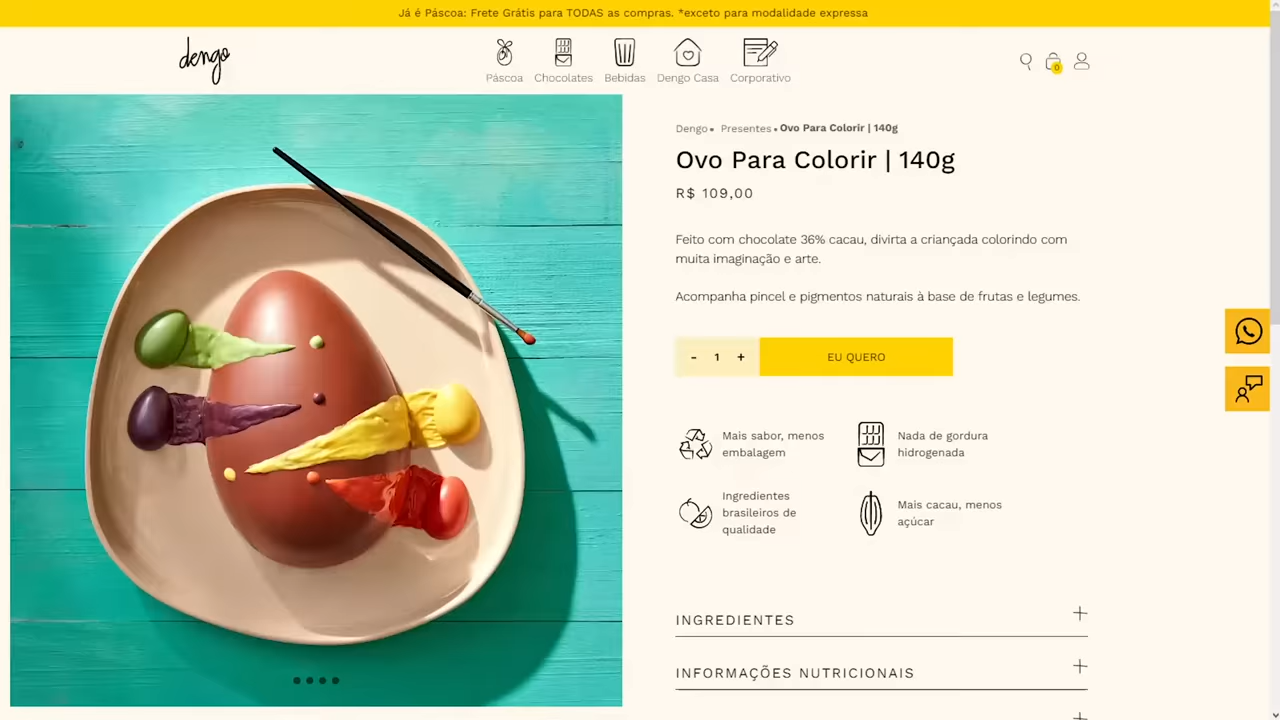 Já é Páscoa: Frete Grátis para TODAS as compras. *exceto para modalidade expressa
dengo
Páscoa
Chocolates
Bebidas
Dengo Casa
Corporativo
0
Dengo • Presentes • Ovo Para Colorir | 140g
Ovo Para Colorir | 140g
R$ 109,00
Feito com chocolate 36% cacau, divirta a criançada colorindo com
muita imaginação e arte.
Acompanha pincel e pigmentos naturais à base de frutas e legumes.
- 1 +
EU QUERO
Mais sabor, menos
embalagem
Nada de gordura
hidrogenada
Ingredientes
brasileiros de
qualidade
Mais cacau, menos
açúcar
INGREDIENTES
INFORMAÇÕES NUTRICIONAIS